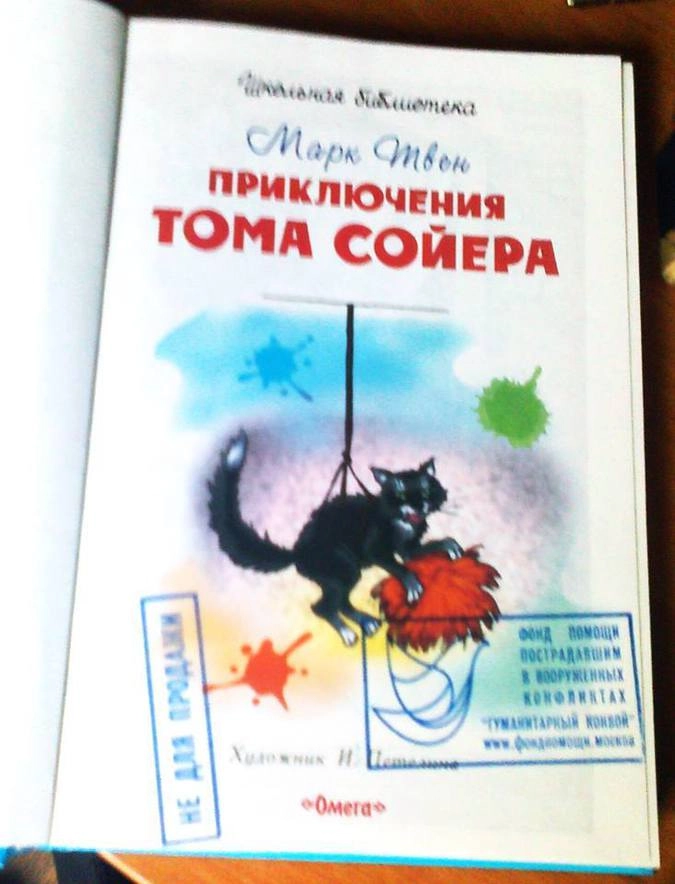 Школьная библиотека
Марк Твен
ПРИКЛЮЧЕНИЯ
ТОМА СОЙЕРА
НЕ ДЛЯ ПРОДАЖИ
ФОНД ПОМОЩИ
ПОСТРАДАВШИМ
В ВООРУЖЕННЫХ
КОНФЛИКТАХ
"ГУМАНИТАРНЫЙ КОНВОЙ"
www.фондпомощи.москва
Художник И. Петелина
«Омега»